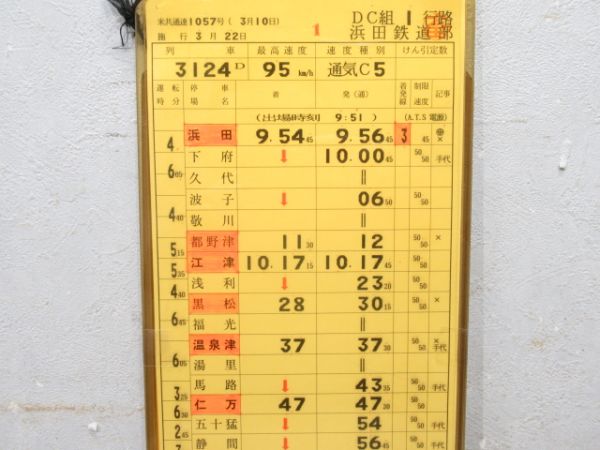 米共通達1057号(3月10日)
施行 3月22日
1
DC組 1 行路
浜田鉄道部
列車 最高速度 速度種別 けん引定数
3124D 95 km/h 通気C5
運転時分 停車場名 着 発(通) 着発線 制限速度 記事
(出場時刻 9:51) (A.T.S電源)
浜田 9.54 45 9.56 45 3 45 ×
4
下府 ↓ 10.00 45 50 50 手代
久代 ||
6 05
波子 ↓ 06 50 50 50
敬川 ||
4 40
都野津 11 30 12 50 50 ×
5 15
江津 10.17 15 10.17 45 50 50
5 35
浅利 ↓ 23 20 50 50
4 40
黒松 28 30 15 50 50 ×
福光 ||
6 45
温泉津 37 37 30 50 50 × 手代
湯里 ||
6 05
馬路 ↓ 43 35 50 50 手代
3 25
仁万 47 47 30 50 50
6 30
五十猛 ↓ 54 50 50 手代
2 45
静間 ↓ 56 45 50 50 手代